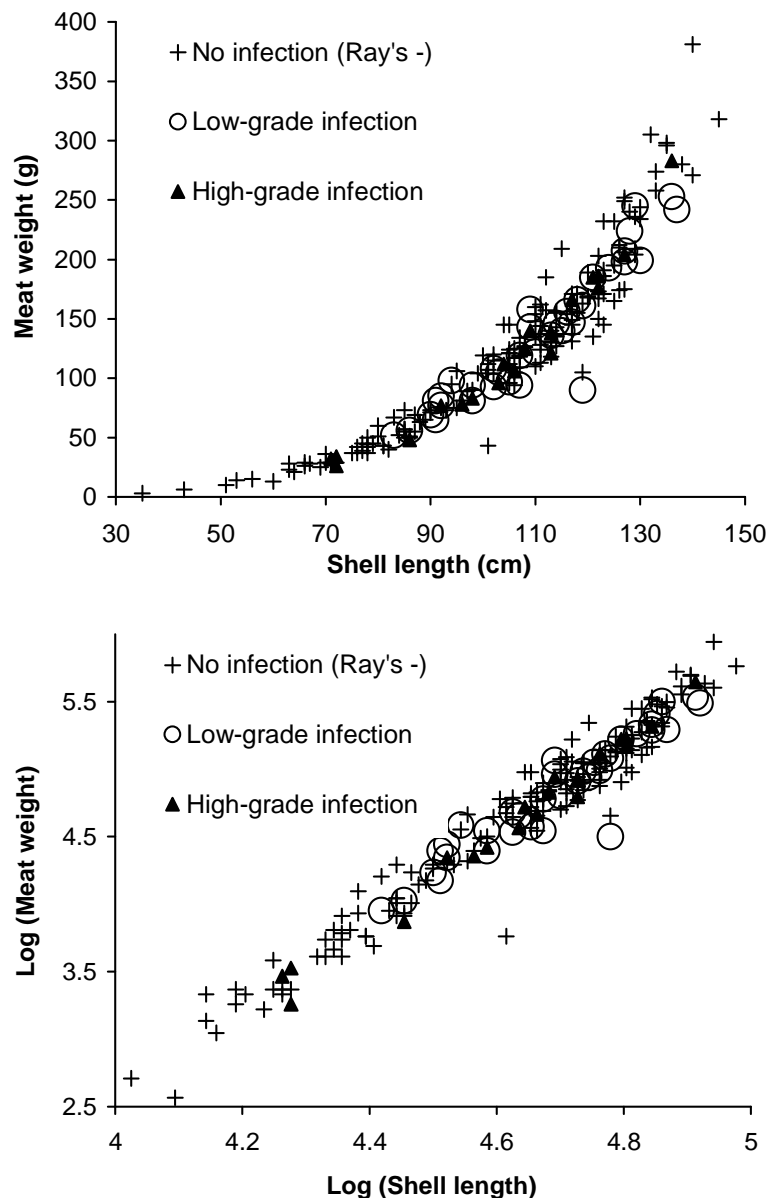 400
350
300
250
200
150
100
50
0
Meat weight (g)
No infection (Ray's -)
Low-grade infection
High-grade infection
30 50 70 90 110 130 150
Shell length (cm)
5.5
4.5
3.5
2.5
Log (Meat weight)
No infection (Ray's -)
Low-grade infection
High-grade infection
4 4.2 4.4 4.6 4.8 5
Log (Shell length)